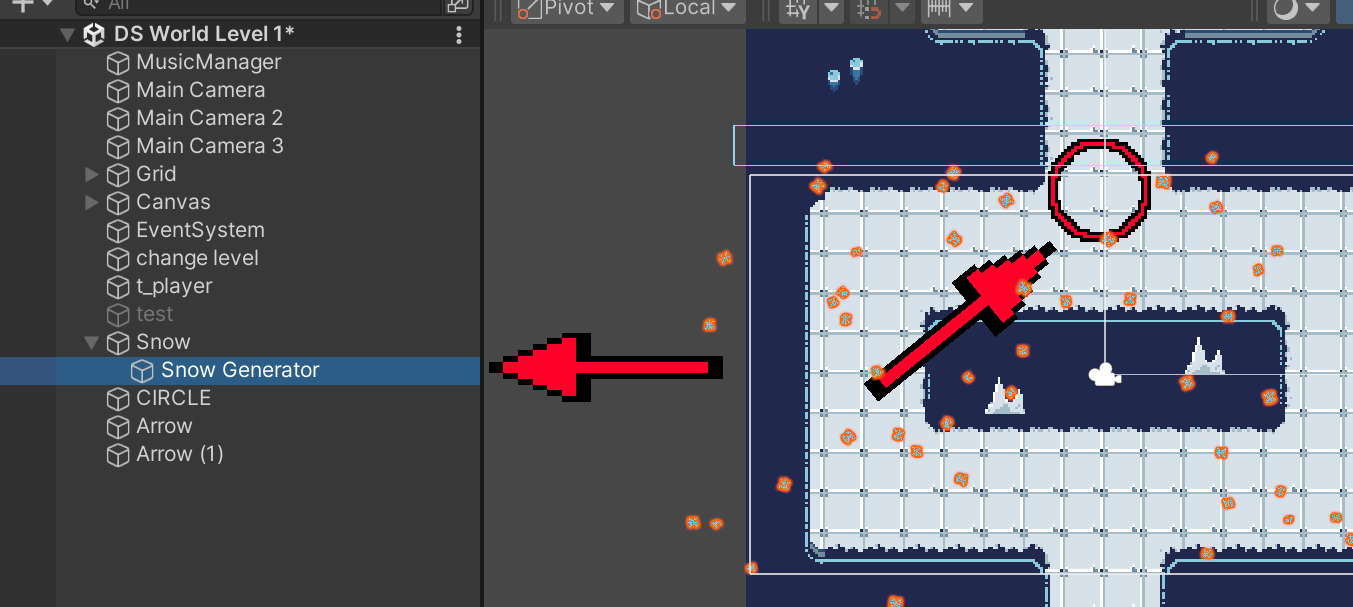 All
Pivot
Local
DS World Level 1*
MusicManager
Main Camera
Main Camera 2
Main Camera 3
Grid
Canvas
EventSystem
change level
t_player
test
Snow
Snow Generator
CIRCLE
Arrow
Arrow (1)